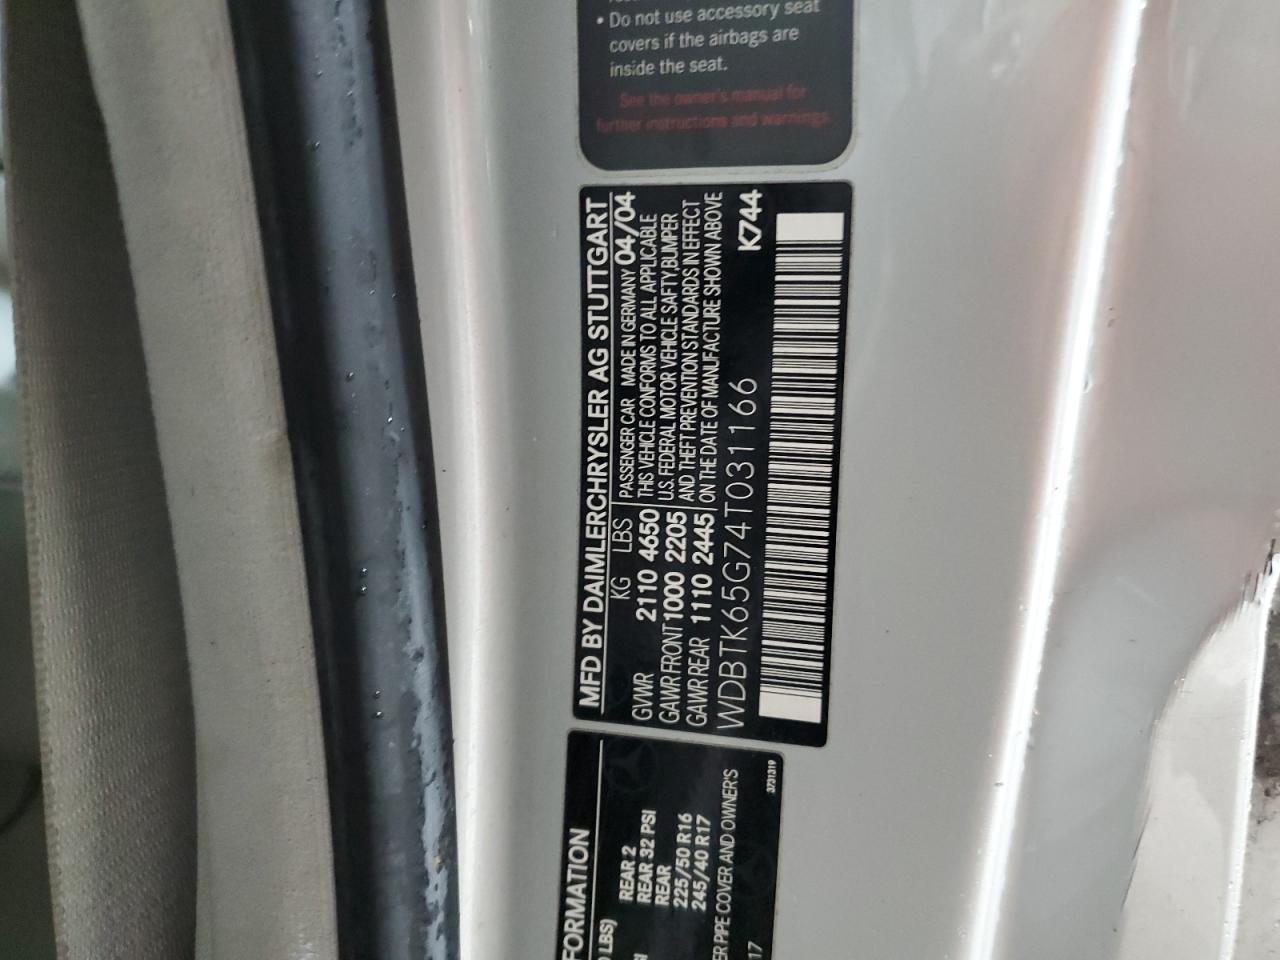 • Do not use accessory seat
covers if the airbags are
inside the seat.
See the owner's manual for
further instructions and warnings.
MFD BY DAIMLERCHRYSLER AG STUTTGART
KG LBS PASSENGER CAR MADE IN GERMANY 04/04
GVWR 2110 4650 THIS VEHICLE CONFORMS TO ALL APPLICABLE
GAWR FRONT 1000 2205 U.S. FEDERAL MOTOR VEHICLE SAFTY,BUMPER
GAWR REAR 1110 2445 AND THEFT PREVENTION STANDARDS IN EFFECT
ON THE DATE OF MANUFACTURE SHOWN ABOVE
WDBTK65G74T031166
K744
FORMATION
LBS) REAR 2
REAR 32 PSI
REAR
225/50 R16
245/40 R17
ER PIPE COVER AND OWNER'S
17
3731319